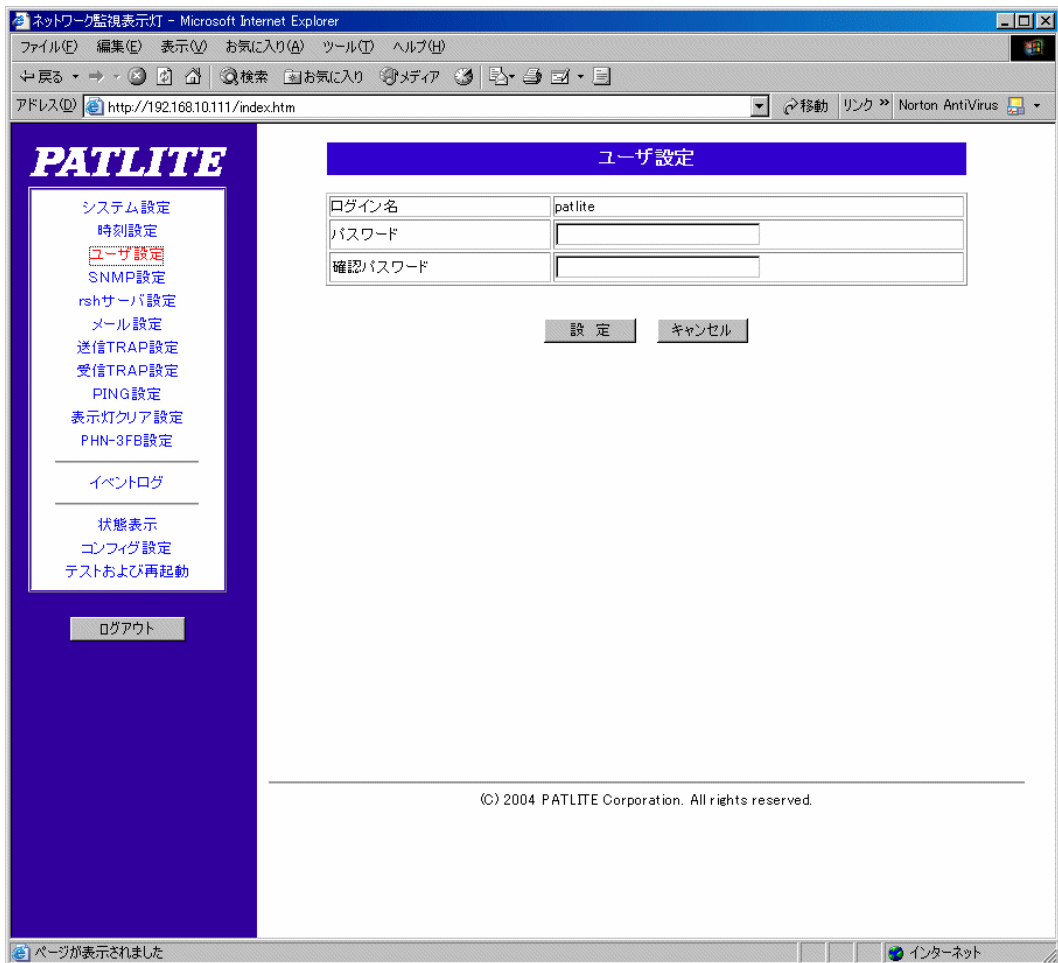 ネットワーク監視表示灯 - Microsoft Internet Explorer
ファイル(F) 編集(E) 表示(V) お気に入り(A) ツール(T) ヘルプ(H)
戻る 検索 お気に入り メディア
アドレス(D) http://192.168.10.111/index.htm 移動 リンク » Norton AntiVirus
PATLITE
システム設定
時刻設定
ユーザ設定
SNMP設定
rshサーバ設定
メール設定
送信TRAP設定
受信TRAP設定
PING設定
表示灯クリア設定
PHN-3FB設定
イベントログ
状態表示
コンフィグ設定
テストおよび再起動
ログアウト
ユーザ設定
ログイン名 patlite
パスワード
確認パスワード
設 定 キャンセル
(C) 2004 PATLITE Corporation. All rights reserved.
ページが表示されました インターネット